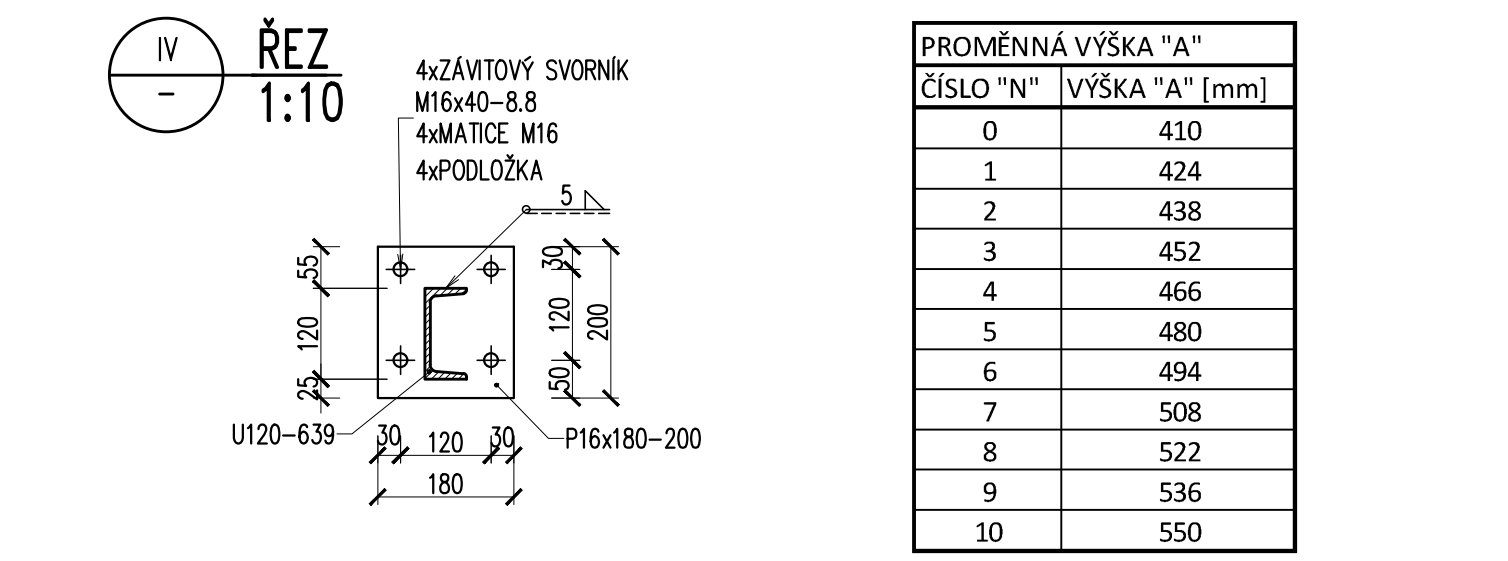 IV
ŘEZ
-
1:10
4xZÁVITOVÝ SVORNÍK
M16x40-8.8
4xMATICE M16
4xPODLOŽKA
5
55
120
25
30
120
50
200
U120-639
30
120
30
180
P16x180-200
PROMĚNNÁ VÝŠKA "A"
ČÍSLO "N" VÝŠKA "A" [mm]
0 410
1 424
2 438
3 452
4 466
5 480
6 494
7 508
8 522
9 536
10 550